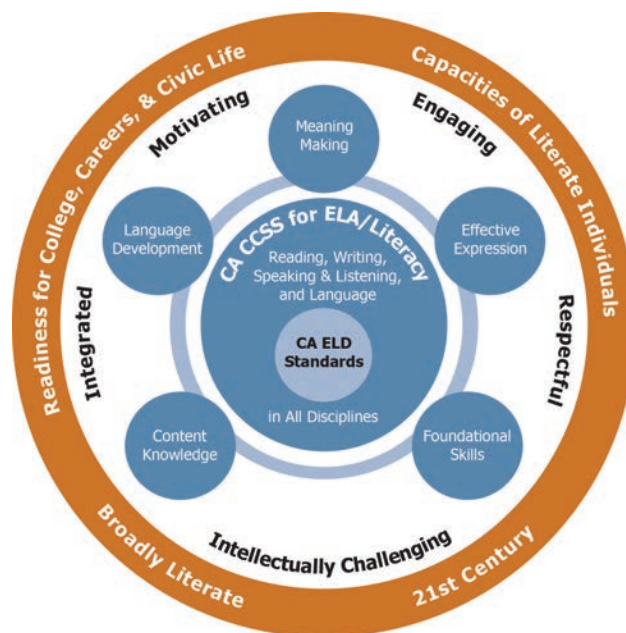 Readiness for College, Careers, & Civic Life
Capacities of Literate Individuals
Motivating
Engaging
Meaning
Making
Language
Development
Effective
Expression
CA CCSS for ELA/Literacy
Reading, Writing,
Speaking & Listening,
and Language
CA ELD
Standards
in All Disciplines
Integrated
Respectful
Content
Knowledge
Foundational
Skills
Intellectually Challenging
Broadly Literate
21st Century